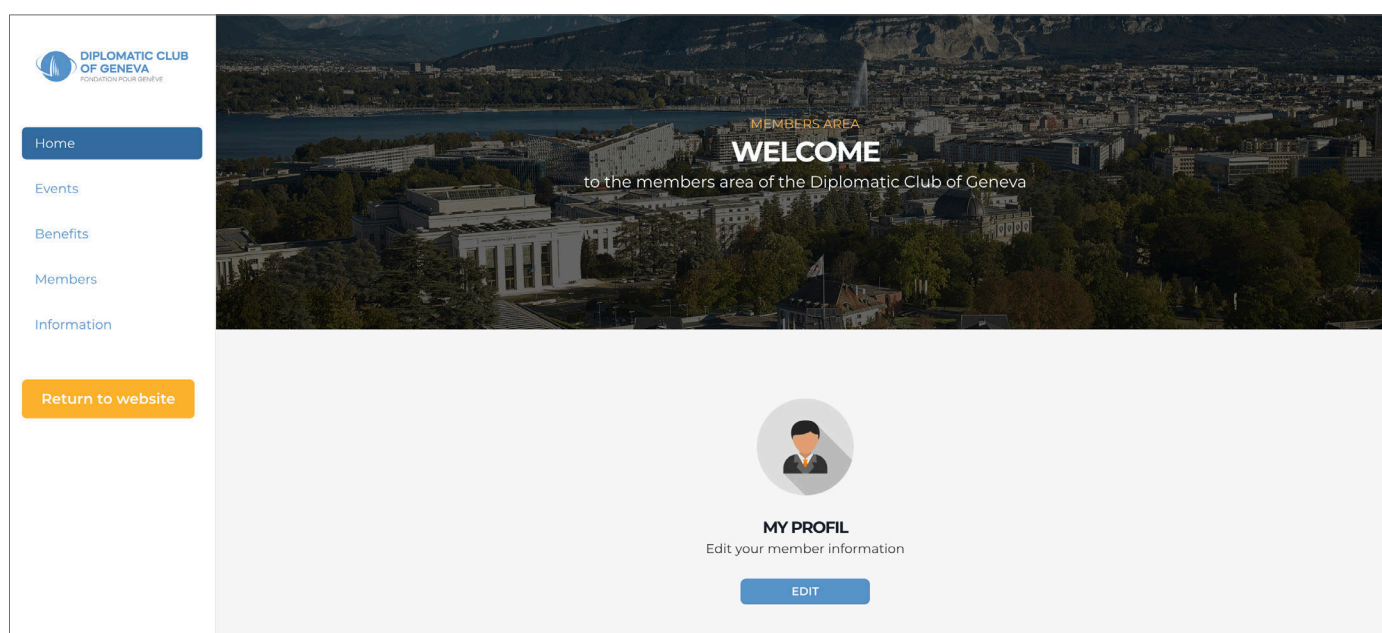 DIPLOMATIC CLUB
OF GENEVA
FONDATION POUR GENÈVE
Home
Events
Benefits
Members
Information
Return to website
MEMBERS AREA
WELCOME
to the members area of the Diplomatic Club of Geneva
MY PROFIL
Edit your member information
EDIT